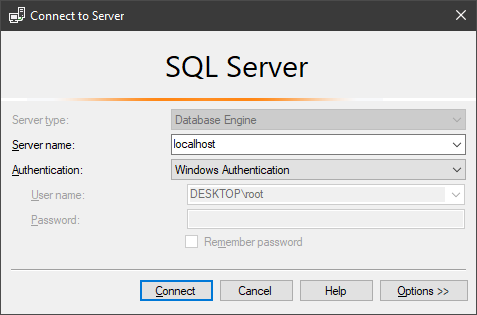 Connect to Server
SQL Server
Server type: Database Engine
Server name: localhost
Authentication: Windows Authentication
User name: DESKTOP\root
Password:
Remember password
Connect Cancel Help Options >>